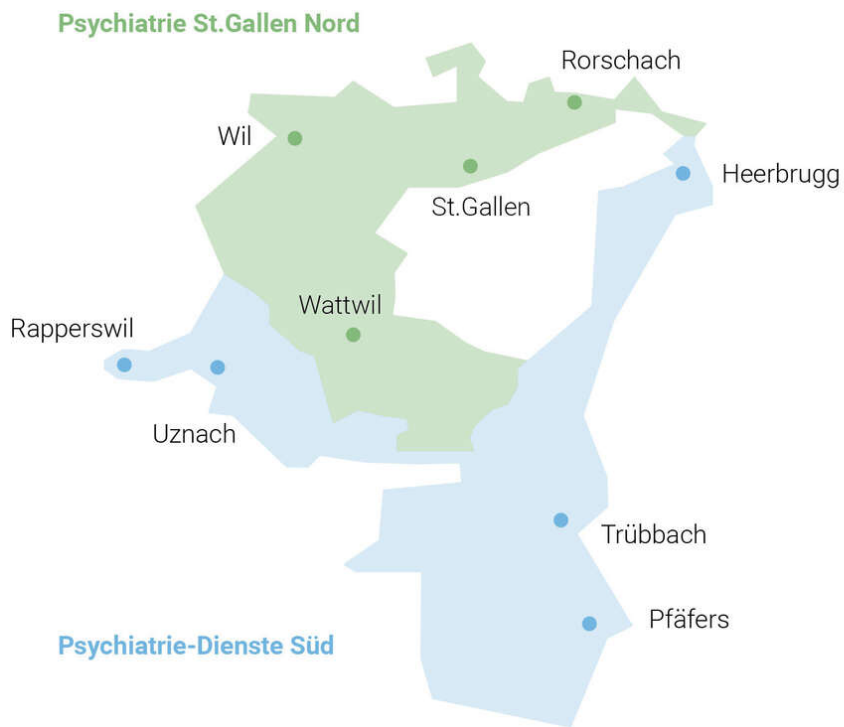 Psychiatrie St.Gallen Nord
Rorschach
Wil
Heerbrugg
St.Gallen
Wattwil
Rapperswil
Uznach
Trübbach
Pfäfers
Psychiatrie-Dienste Süd